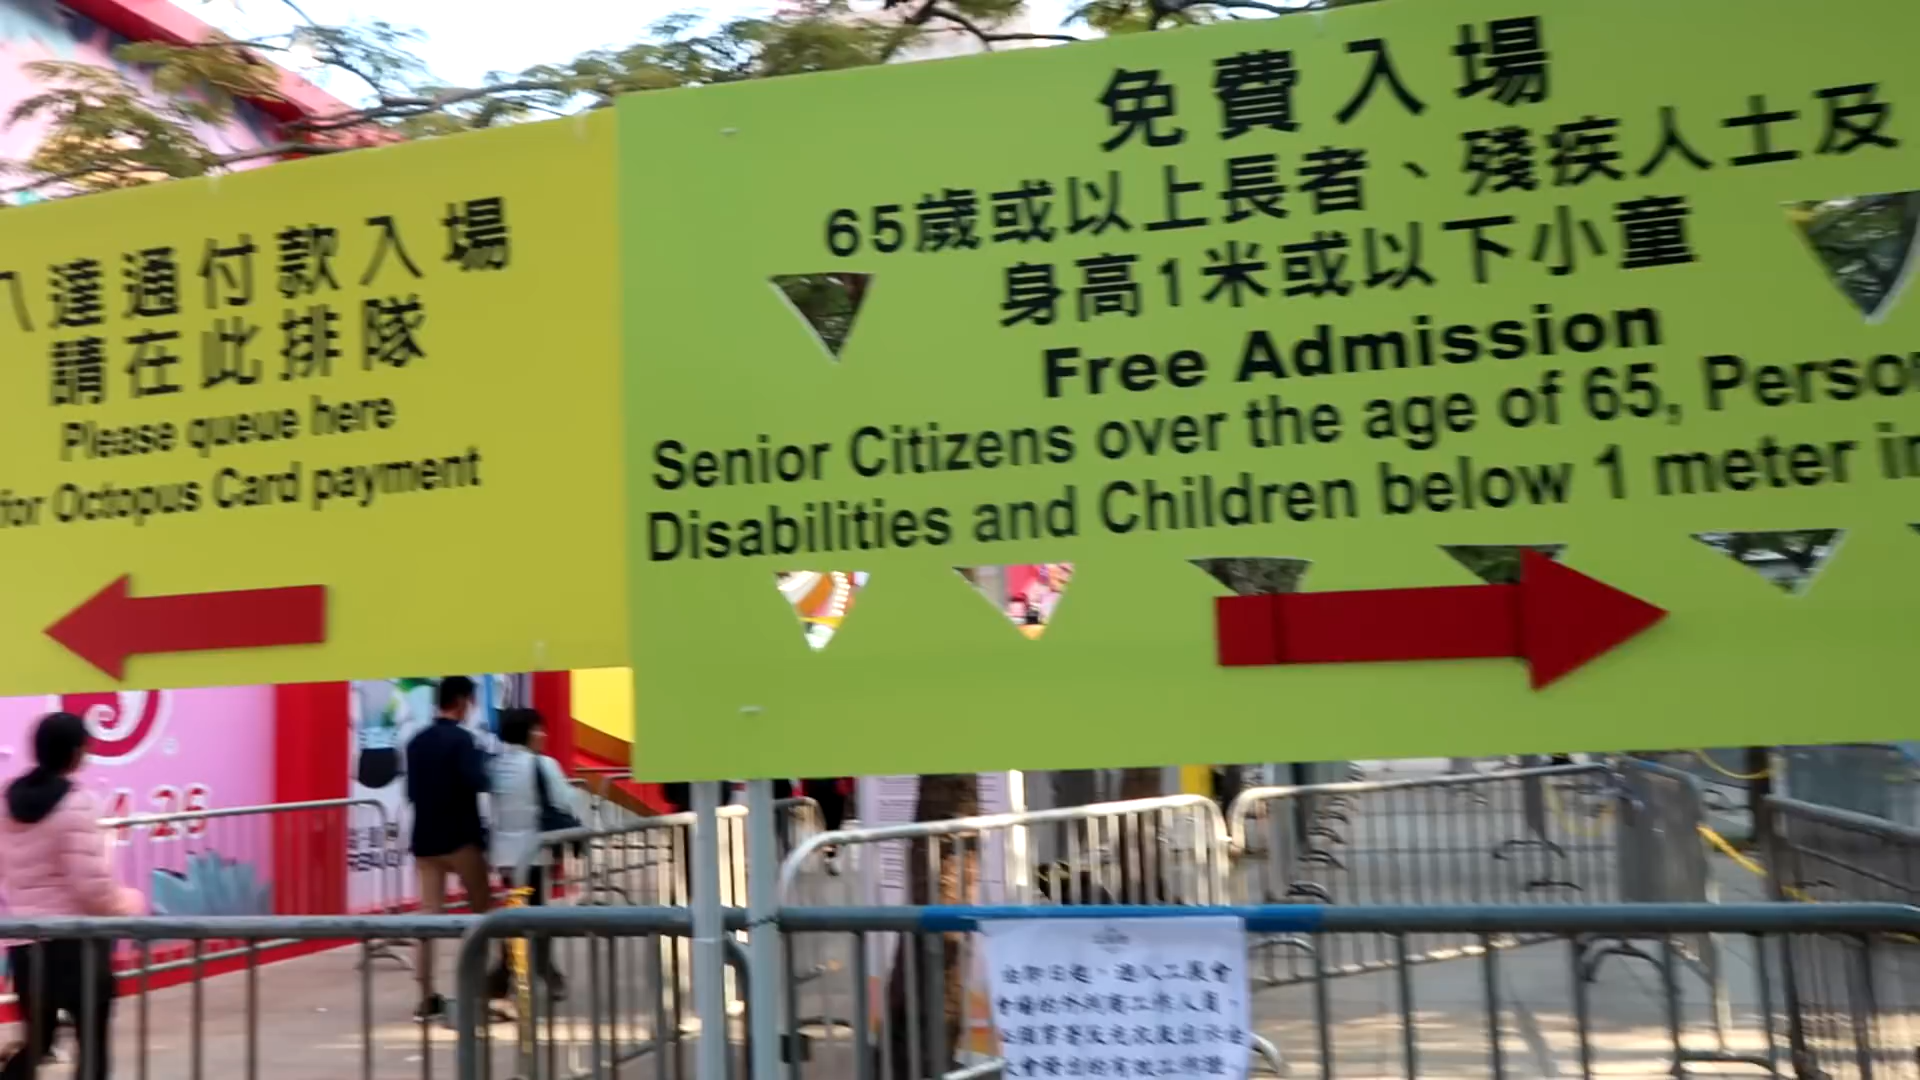 達通付款入場
請在此排隊
Please queue here
for Octopus Card payment
免費入場
65歲或以上長者、殘疾人士及
身高1米或以下小童
Free Admission
Senior Citizens over the age of 65, Perso
Disabilities and Children below 1 meter in